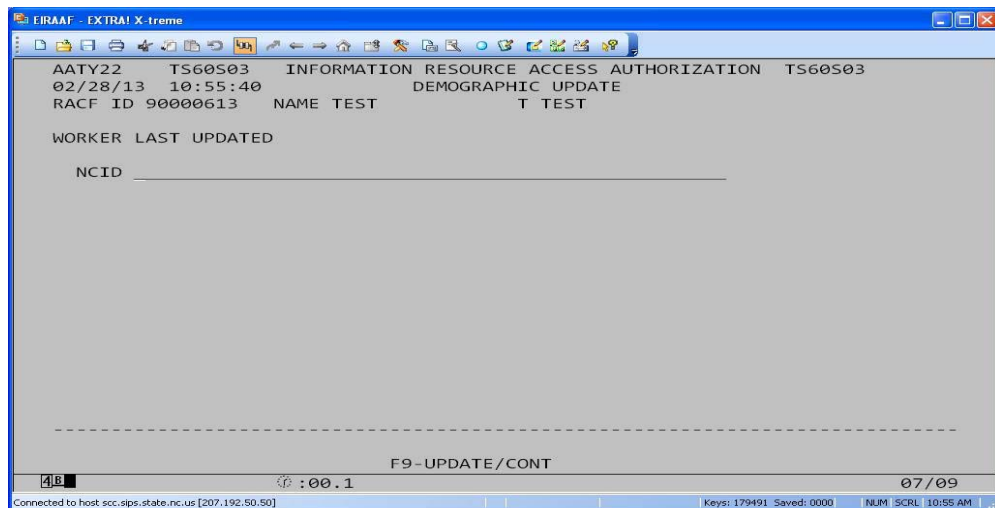 EIRAAF - EXTRA! X-treme
AATY22 TS60S03 INFORMATION RESOURCE ACCESS AUTHORIZATION TS60S03
02/28/13 10:55:40 DEMOGRAPHIC UPDATE
RACF ID 90000613 NAME TEST T TEST
WORKER LAST UPDATED
NCID
F9-UPDATE/CONT
4B :00.1 07/09
Connected to host scc.sips.state.nc.us [207.192.50.50] Keys: 179491 Saved: 0000 NUM SCRL 10:55 AM